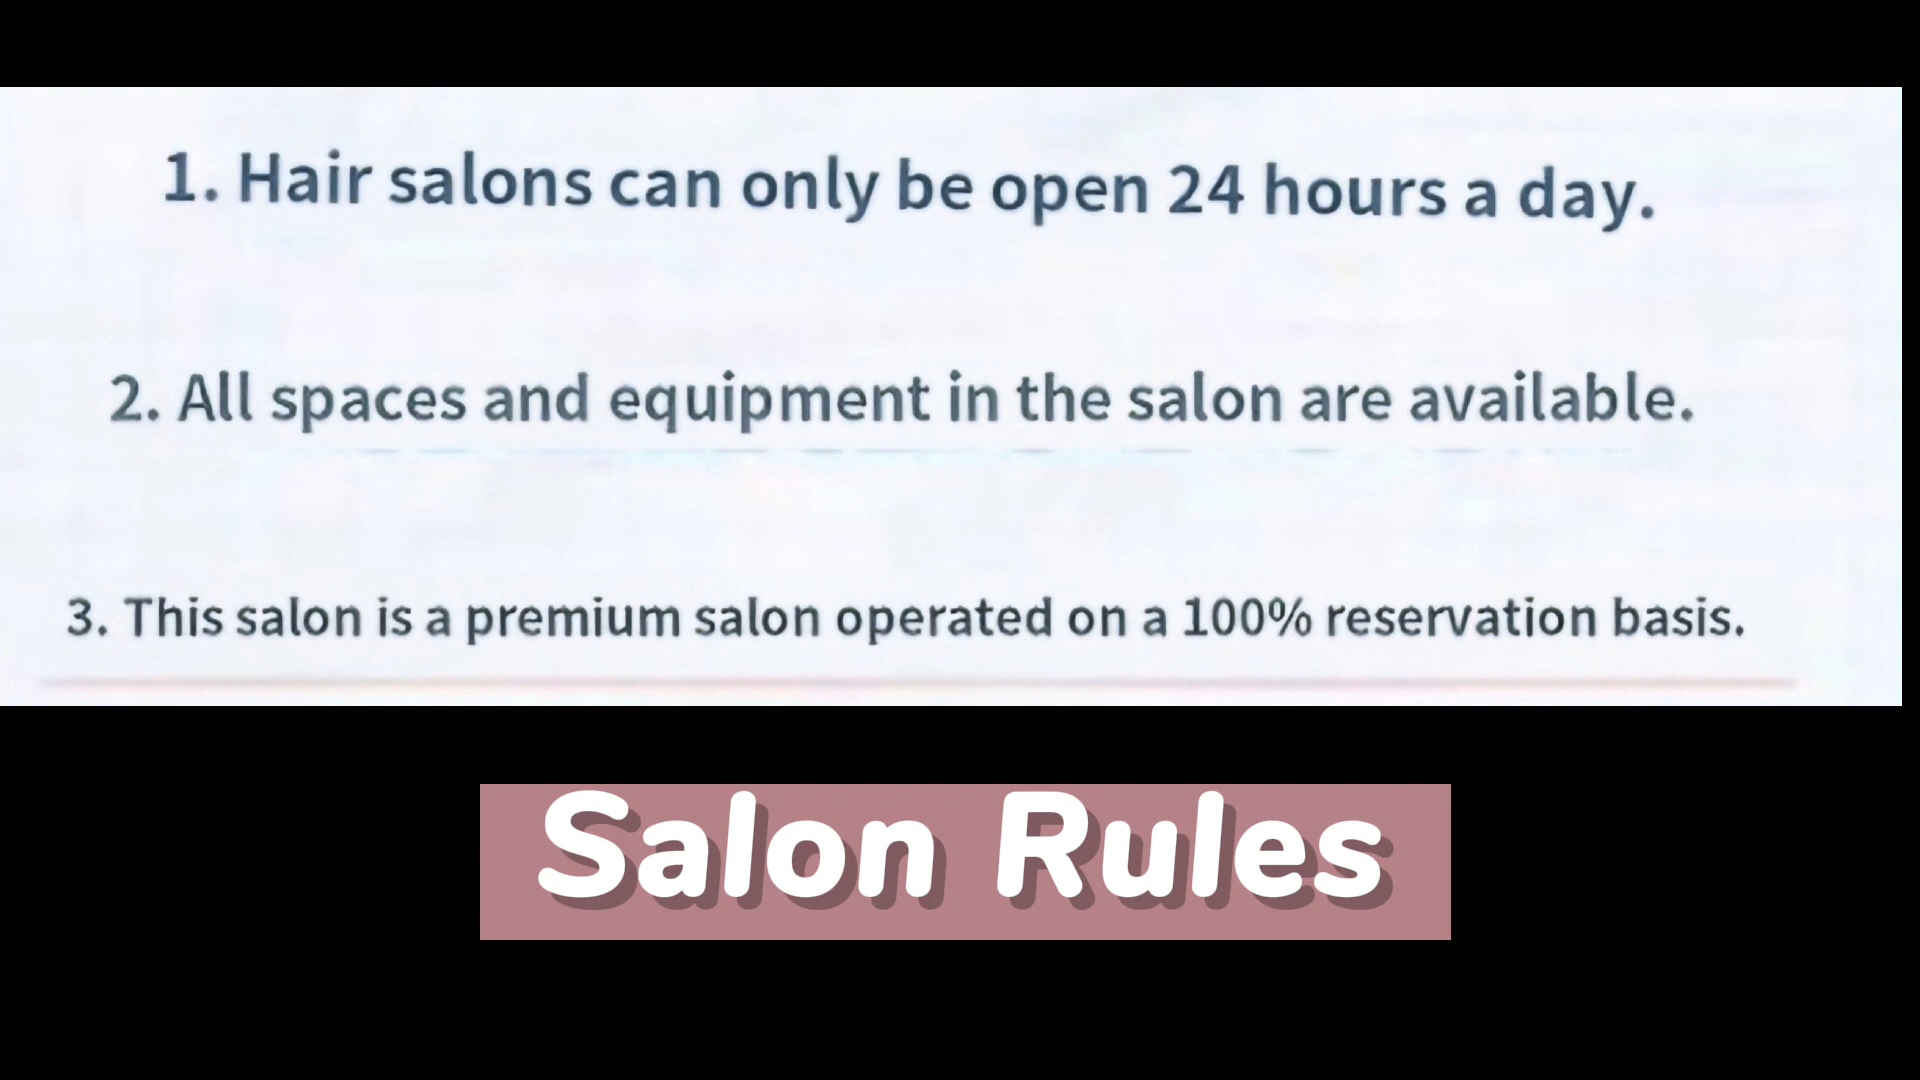 1. Hair salons can only be open 24 hours a day.
2. All spaces and equipment in the salon are available.
3. This salon is a premium salon operated on a 100% reservation basis.
Salon Rules